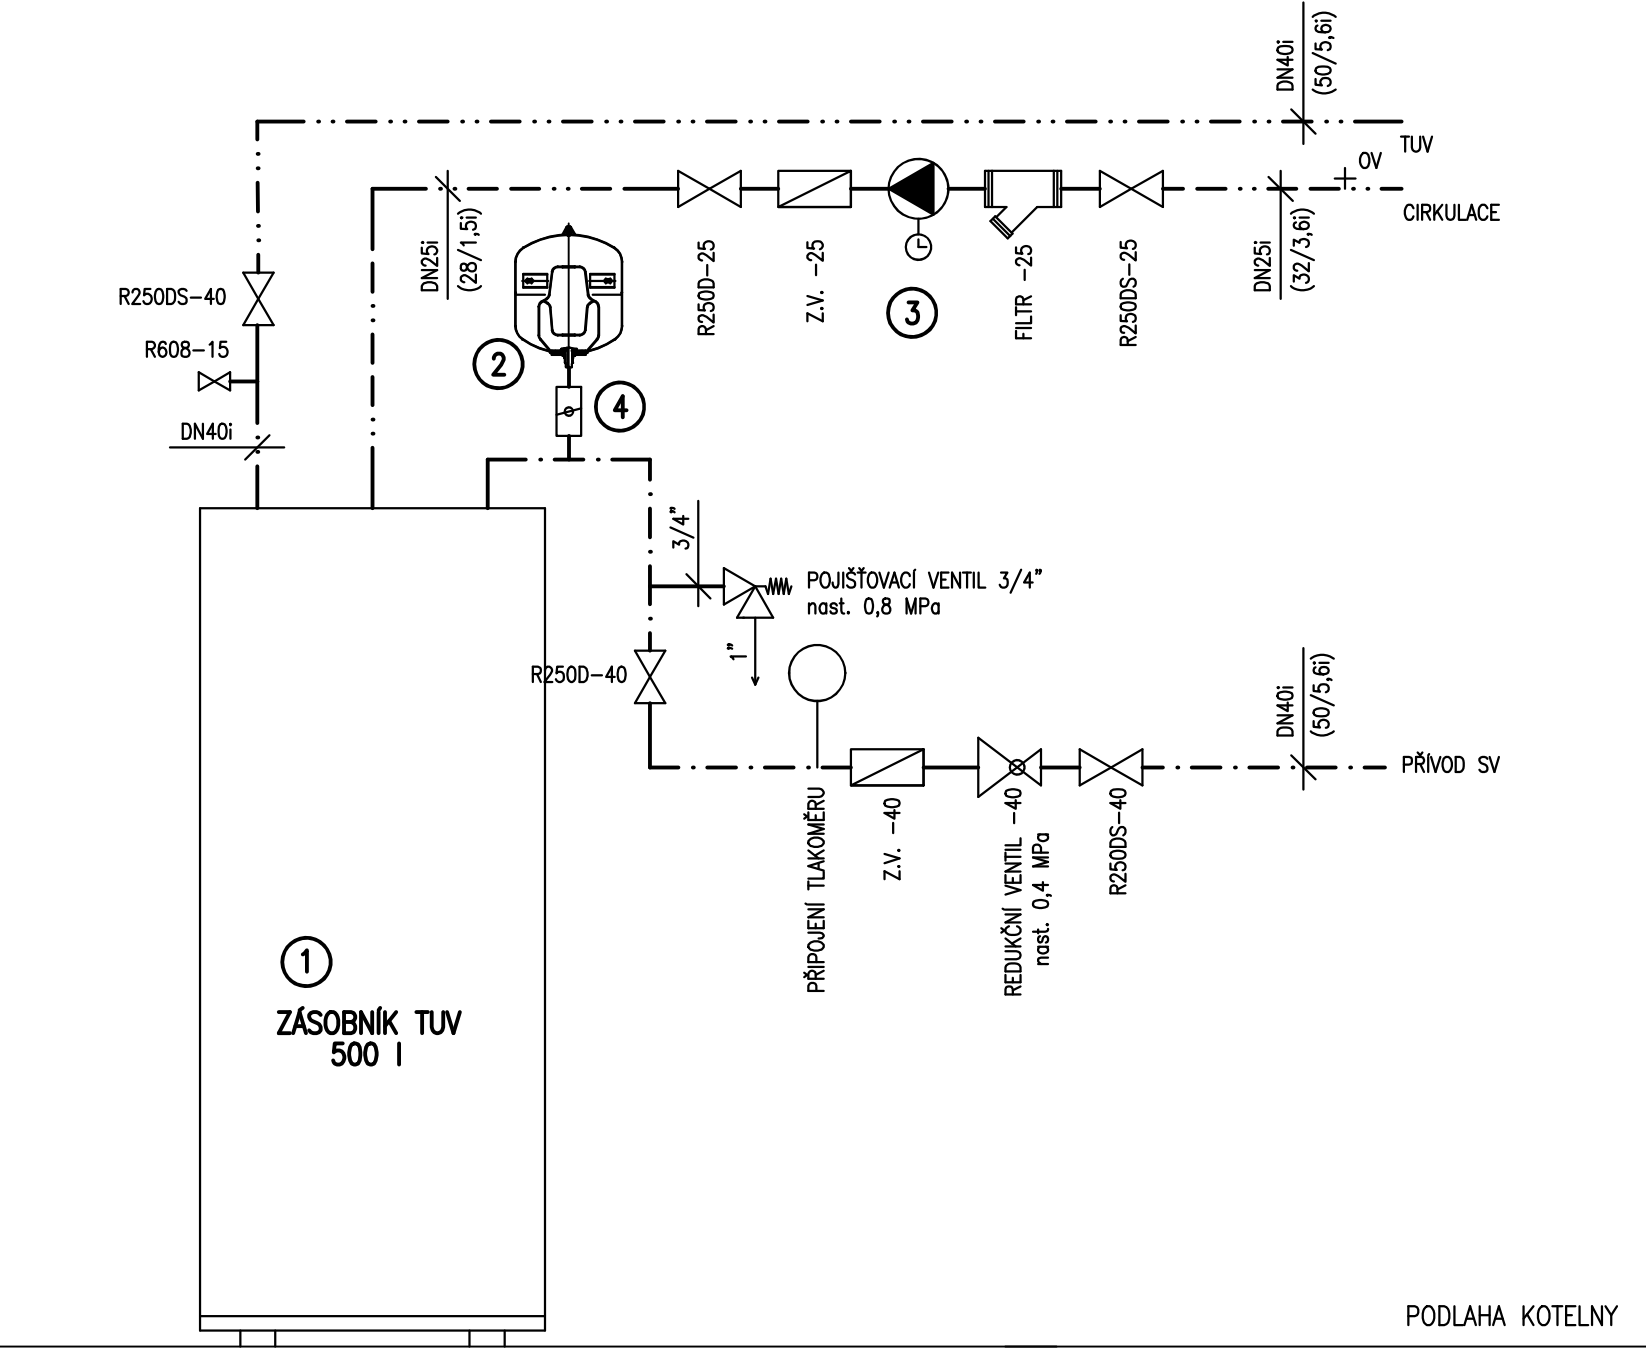 DN40i
(50/5,6i)
TUV
OV
CIRKULACE
DN25i
(28/1,5i)
R250D-25
Z.V. -25
3
FILTR -25
R250DS-25
DN25i
(32/3,6i)
R250DS-40
R608-15
DN40i
2
4
3/4"
POJIŠŤOVACÍ VENTIL 3/4"
nast. 0,8 MPa
1"
R250D-40
DN40i
(50/5,6i)
PŘÍVOD SV
PŘIPOJENÍ TLAKOMĚRU
Z.V. -40
REDUKČNÍ VENTIL -40
nast. 0,4 MPa
R250DS-40
1
ZÁSOBNÍK TUV
500 l
PODLAHA KOTELNY